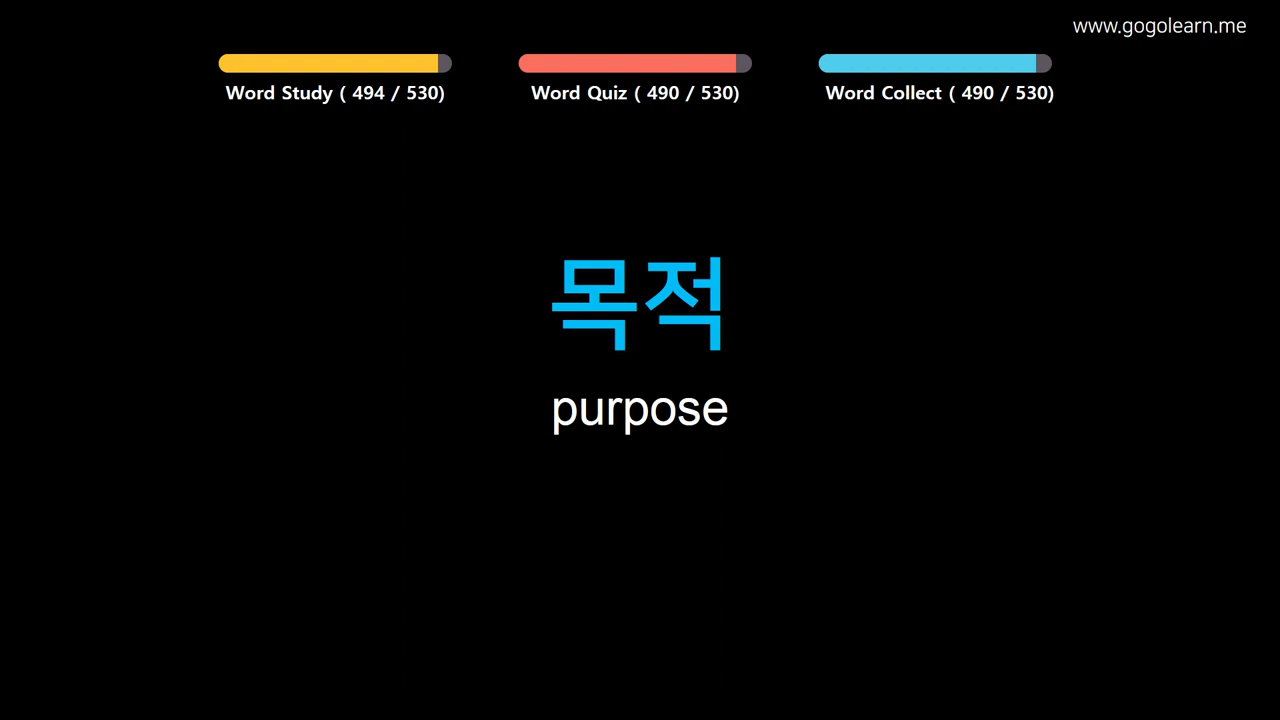 www.gogolearn.me
Word Study ( 494 / 530)
Word Quiz ( 490 / 530)
Word Collect ( 490 / 530)
목적
purpose